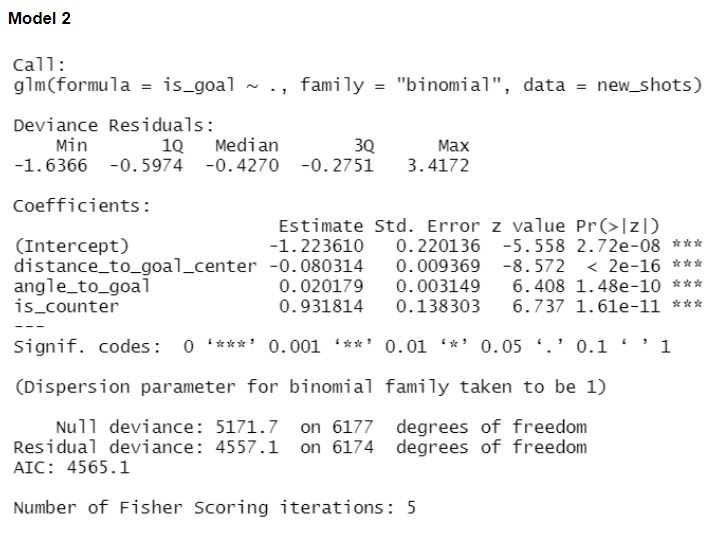 Model 2
Call:
glm(formula = is_goal ~ ., family = "binomial", data = new_shots)
Deviance Residuals:
    Min      1Q  Median      3Q     Max
-1.6366 -0.5974 -0.4270 -0.2751  3.4172
Coefficients:
Estimate Std. Error z value Pr(>|z|)
(Intercept) -1.223610 0.220136 -5.558 2.72e-08 ***
distance_to_goal_center -0.080314 0.009369 -8.572 < 2e-16 ***
angle_to_goal 0.020179 0.003149 6.408 1.48e-10 ***
is_counter 0.931814 0.138303 6.737 1.61e-11 ***
---
Signif. codes: 0 ‘***’ 0.001 ‘**’ 0.01 ‘*’ 0.05 ‘.’ 0.1 ‘ ’ 1
(Dispersion parameter for binomial family taken to be 1)
Null deviance: 5171.7 on 6177 degrees of freedom
Residual deviance: 4557.1 on 6174 degrees of freedom
AIC: 4565.1
Number of Fisher Scoring iterations: 5